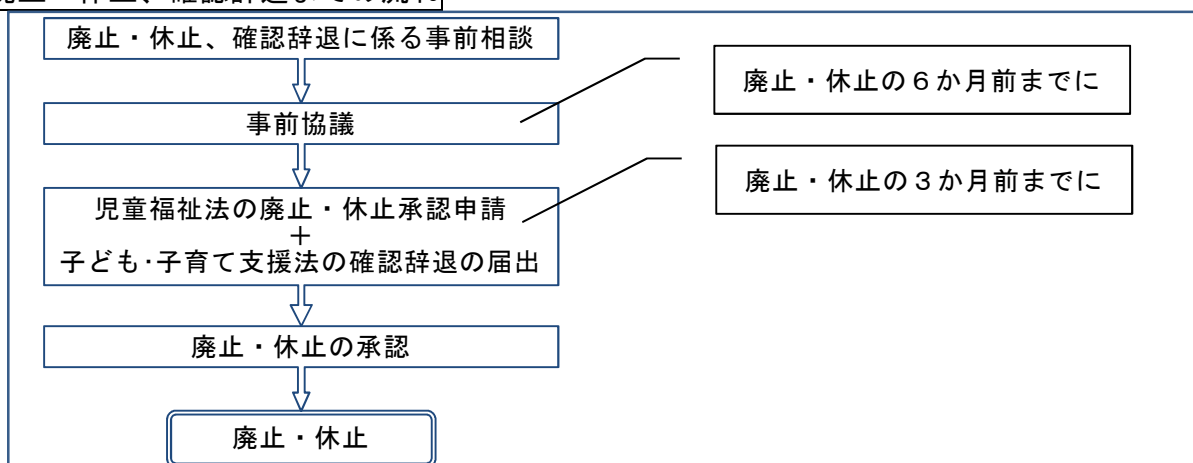 廃止・休止、確認辞退に係る事前相談
廃止・休止の６か月前までに
事前協議
廃止・休止の３か月前までに
児童福祉法の廃止・休止承認申請
＋
子ども・子育て支援法の確認辞退の届出
廃止・休止の承認
廃止・休止